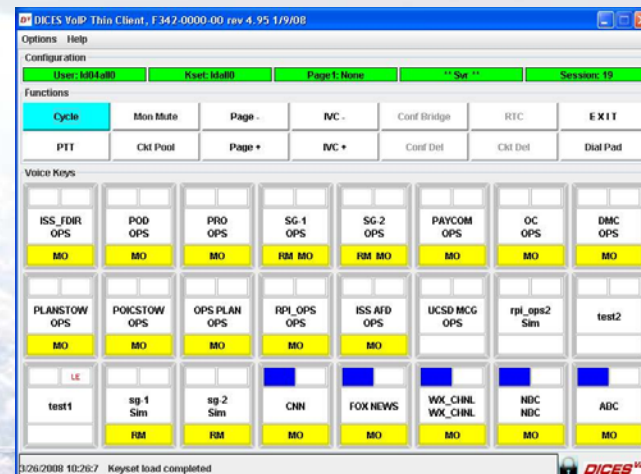 DICES VoIP Thin Client, F342-0000-00 rev 4.95 1/9/08
Options Help
Configuration
User: ld04all0 Kset: ldall0 Page1: None ** Svr ** Session: 19
Functions
Cycle Mon Mute Page - IVC - Conf Bridge RTC EXIT
PTT Ckt Pool Page + IVC + Conf Del Ckt Del Dial Pad
Voice Keys
ISS_FDIR POD PRO SG-1 SG-2 PAYCOM OC DMC
OPS OPS OPS OPS OPS OPS OPS OPS
MO MO MO RM MO RM MO MO MO MO
PLANSTOW POICSTOW OPS PLAN RPI_OPS ISS AFD UCSD MCG rpi_ops2 test2
OPS OPS OPS OPS OPS OPS Sim
MO MO MO MO MO
LE
test1 sg-1 sg-2 CNN FOX NEWS WX_CHNL NBC ABC
Sim Sim WX_CHNL NBC
RM RM MO MO MO MO MO
3/26/2008 10:26:7 Keyset load completed
DICES